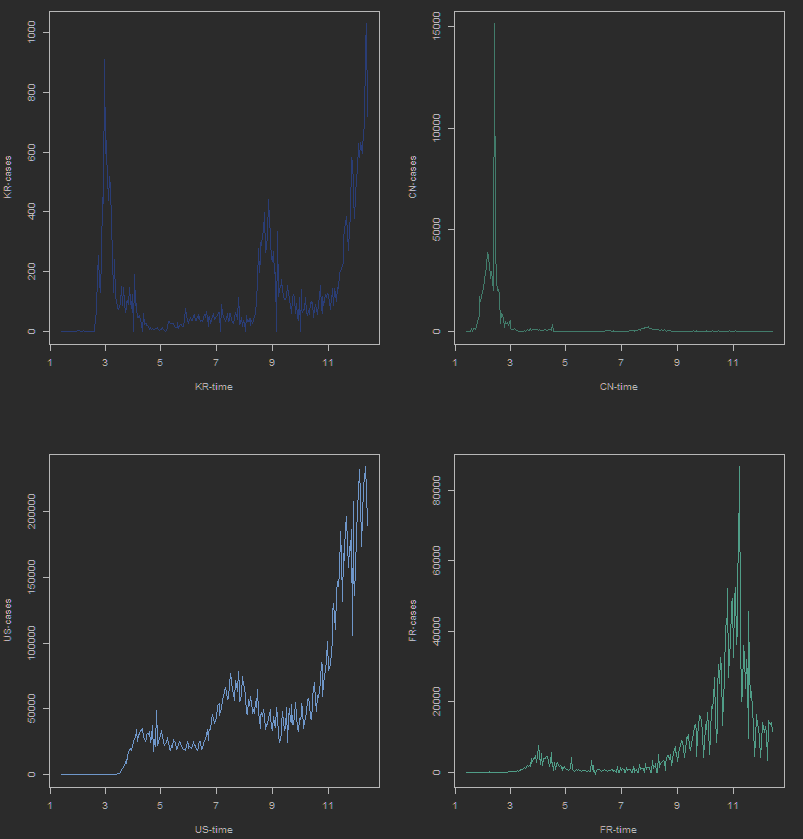 KR-cases
0 200 400 600 800 1000
1 3 5 7 9 11
KR-time
CN-cases
0 5000 10000 15000
1 3 5 7 9 11
CN-time
US-cases
0 50000 100000 150000 200000
1 3 5 7 9 11
US-time
FR-cases
0 20000 40000 60000 80000
1 3 5 7 9 11
FR-time